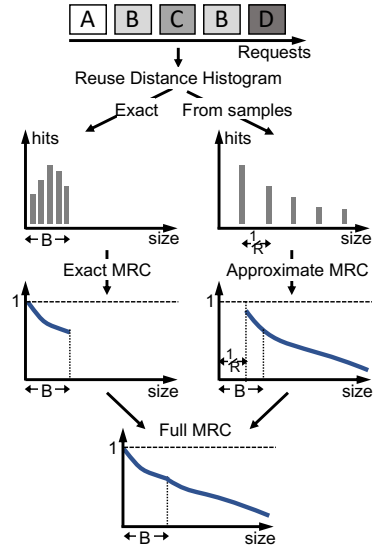 A B C B D
Requests
Reuse Distance Histogram
Exact From samples
hits hits
B size 1/R size
Exact MRC Approximate MRC
1 1
1/R
B size B size
Full MRC
1
B size